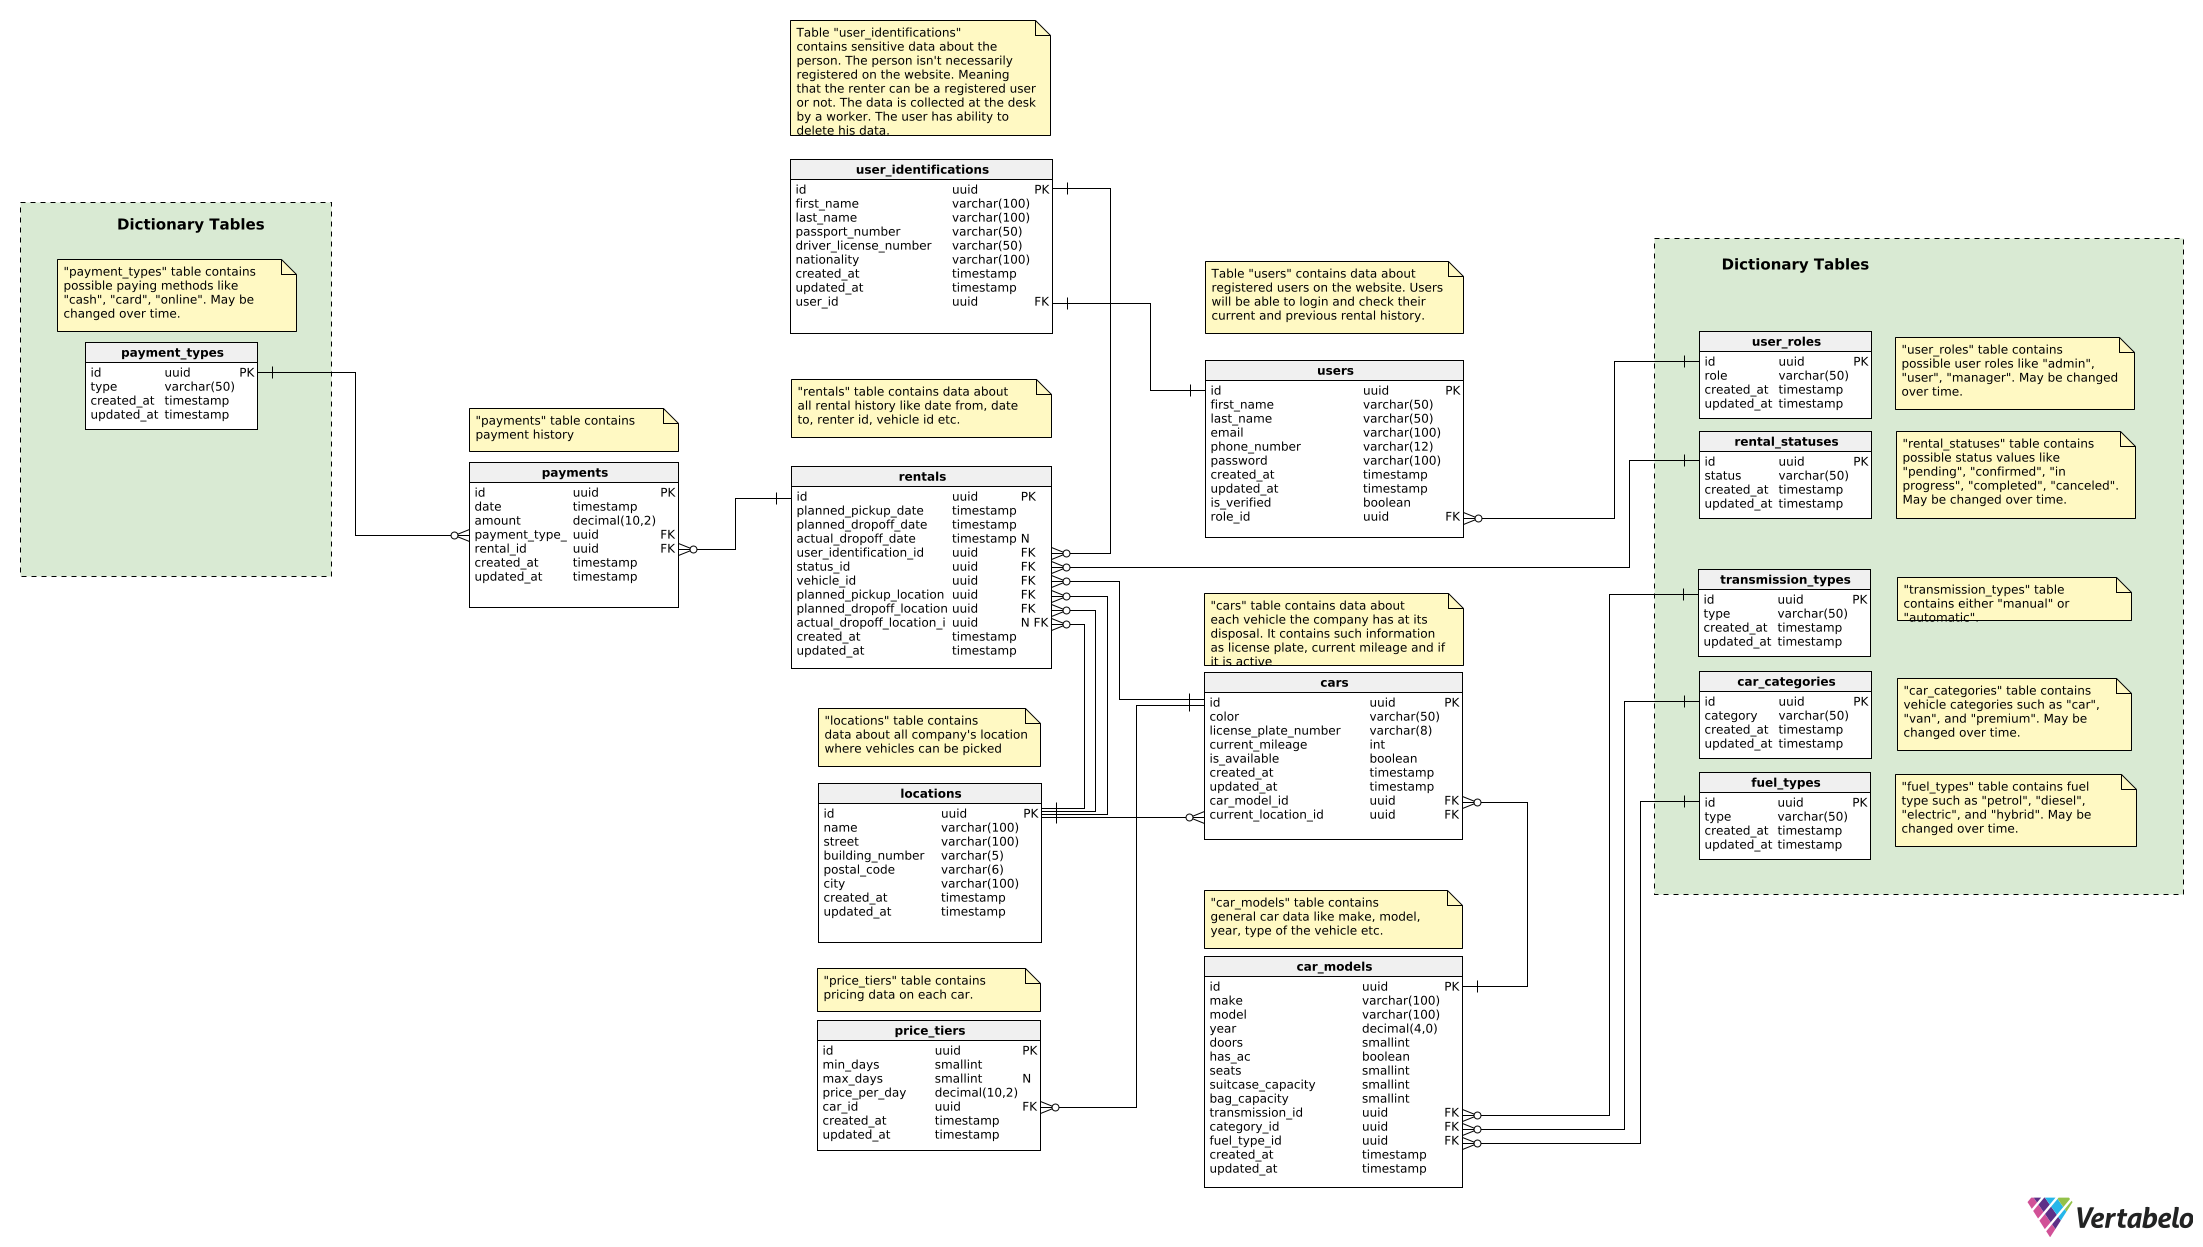 Table "user_identifications"
contains sensitive data about the
person. The person isn't necessarily
registered on the website. Meaning
that the renter can be a registered user
or not. The data is collected at the desk
by a worker. The user has ability to
delete his data.
user_identifications
id uuid PK
first_name varchar(100)
last_name varchar(100)
passport_number varchar(50)
driver_license_number varchar(50)
nationality varchar(100)
created_at timestamp
updated_at timestamp
user_id uuid FK
Dictionary Tables
"payment_types" table contains
possible paying methods like
"cash", "card", "online". May be
changed over time.
payment_types
id uuid PK
type varchar(50)
created_at timestamp
updated_at timestamp
"payments" table contains
payment history
payments
id uuid PK
date timestamp
amount decimal(10,2)
payment_type_ uuid FK
rental_id uuid FK
created_at timestamp
updated_at timestamp
"rentals" table contains data about
all rental history like date from, date
to, renter id, vehicle id etc.
rentals
id uuid PK
planned_pickup_date timestamp
planned_dropoff_date timestamp
actual_dropoff_date timestamp N
user_identification_id uuid FK
status_id uuid FK
vehicle_id uuid FK
planned_pickup_location uuid FK
planned_dropoff_location uuid FK
actual_dropoff_location_i uuid N FK
created_at timestamp
updated_at timestamp
Table "users" contains data about
registered users on the website. Users
will be able to login and check their
current and previous rental history.
users
id uuid PK
first_name varchar(50)
last_name varchar(50)
email varchar(100)
phone_number varchar(12)
password varchar(100)
created_at timestamp
updated_at timestamp
is_verified boolean
role_id uuid FK
"locations" table contains
data about all company's location
where vehicles can be picked
locations
id uuid PK
name varchar(100)
street varchar(100)
building_number varchar(5)
postal_code varchar(6)
city varchar(100)
created_at timestamp
updated_at timestamp
"price_tiers" table contains
pricing data on each car.
price_tiers
id uuid PK
min_days smallint
max_days smallint N
price_per_day decimal(10,2)
car_id uuid FK
created_at timestamp
updated_at timestamp
"cars" table contains data about
each vehicle the company has at its
disposal. It contains such information
as license plate, current mileage and if
it is active
cars
id uuid PK
color varchar(50)
license_plate_number varchar(8)
current_mileage int
is_available boolean
created_at timestamp
updated_at timestamp
car_model_id uuid FK
current_location_id uuid FK
"car_models" table contains
general car data like make, model,
year, type of the vehicle etc.
car_models
id uuid PK
make varchar(100)
model varchar(100)
year decimal(4,0)
doors smallint
has_ac boolean
seats smallint
suitcase_capacity smallint
bag_capacity smallint
transmission_id uuid FK
category_id uuid FK
fuel_type_id uuid FK
created_at timestamp
updated_at timestamp
Dictionary Tables
user_roles
id uuid PK
role varchar(50)
created_at timestamp
updated_at timestamp
"user_roles" table contains
possible user roles like "admin",
"user", "manager". May be changed
over time.
rental_statuses
id uuid PK
status varchar(50)
created_at timestamp
updated_at timestamp
"rental_statuses" table contains
possible status values like
"pending", "confirmed", "in
progress", "completed", "canceled".
May be changed over time.
transmission_types
id uuid PK
type varchar(50)
created_at timestamp
updated_at timestamp
"transmission_types" table
contains either "manual" or
"automatic".
car_categories
id uuid PK
category varchar(50)
created_at timestamp
updated_at timestamp
"car_categories" table contains
vehicle categories such as "car",
"van", and "premium". May be
changed over time.
fuel_types
id uuid PK
type varchar(50)
created_at timestamp
updated_at timestamp
"fuel_types" table contains fuel
type such as "petrol", "diesel",
"electric", and "hybrid". May be
changed over time.
Vertabelo